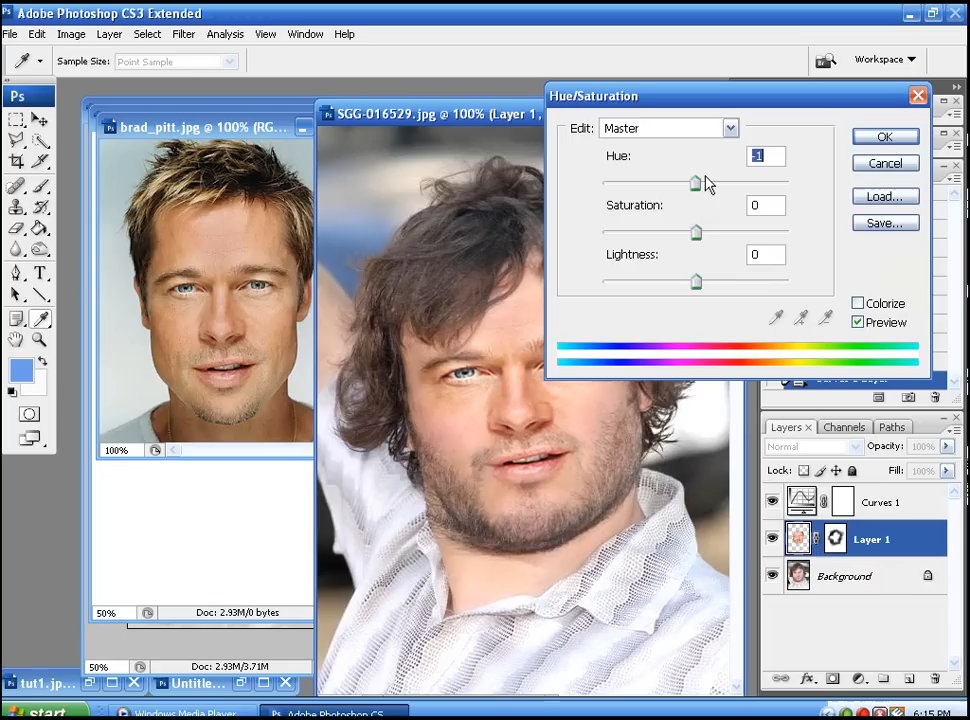 Ps Adobe Photoshop CS3 Extended
File Edit Image Layer Select Filter Analysis View Window Help
Sample Size: Point Sample
Workspace
Ps
brad_pitt.jpg @ 100% (RG...
SGG-016529.jpg @ 100% (Layer 1,
Hue/Saturation
Edit: Master
OK
Hue: -1
Cancel
Load...
Saturation: 0
Save...
Lightness: 0
Colorize
Preview
100%
Layers × Channels Paths
Normal Opacity: 100%
Lock: Fill: 100%
Curves 1
Layer 1
Background
50% Doc: 2.93M/0 bytes
50% Doc: 2.93M/3.71M
tut1.jp... Untitle...
start Windows Media Player Adobe Photoshop CS... 6:15 PM